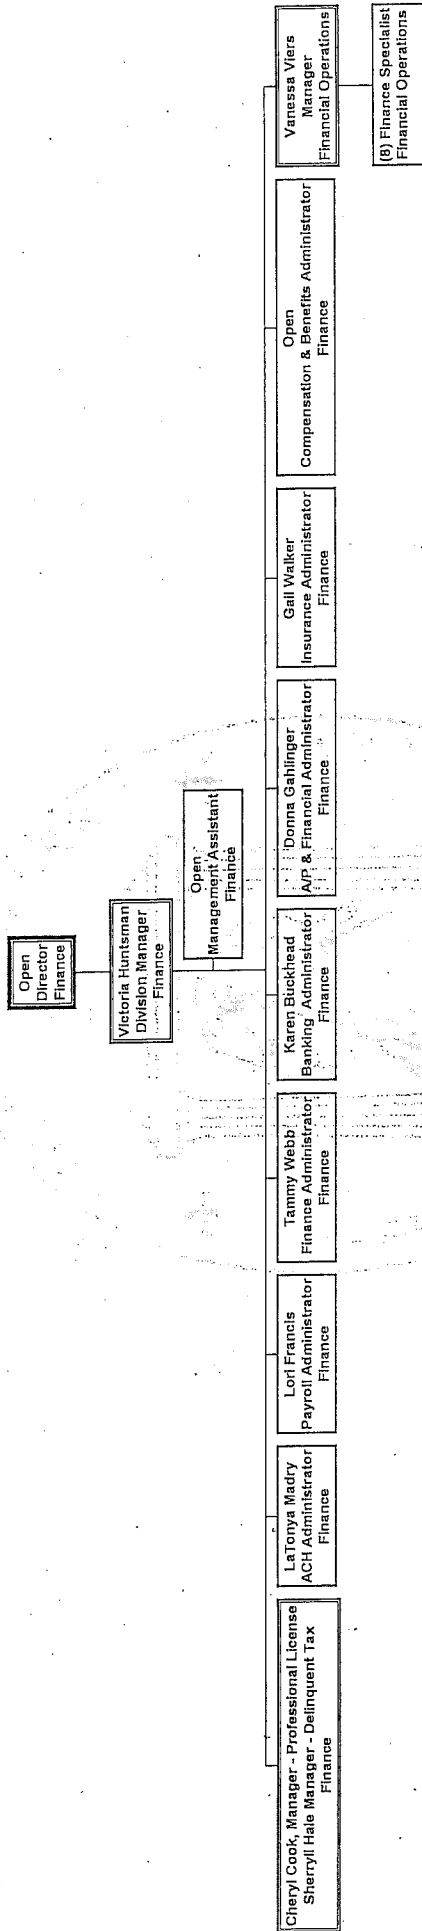 Open
Director
Finance
Victoria Huntsman
Division Manager
Finance
Open
Management Assistant
Finance
Cheryl Cook, Manager - Professional License
Sherryll Hale Manager - Delinquent Tax
Finance
LaTonya Madry
ACH Administrator
Finance
Lori Francis
Payroll Administrator
Finance
Tammy Webb
Finance Administrator
Finance
Karen Buckhead
Banking Administrator
Finance
Donna Gahlinger
A/P & Financial Administrator
Finance
Gail Walker
Insurance Administrator
Finance
Open
Compensation & Benefits Administrator
Finance
Vanessa Viers
Manager
Financial Operations
(8) Finance Specialist
Financial Operations